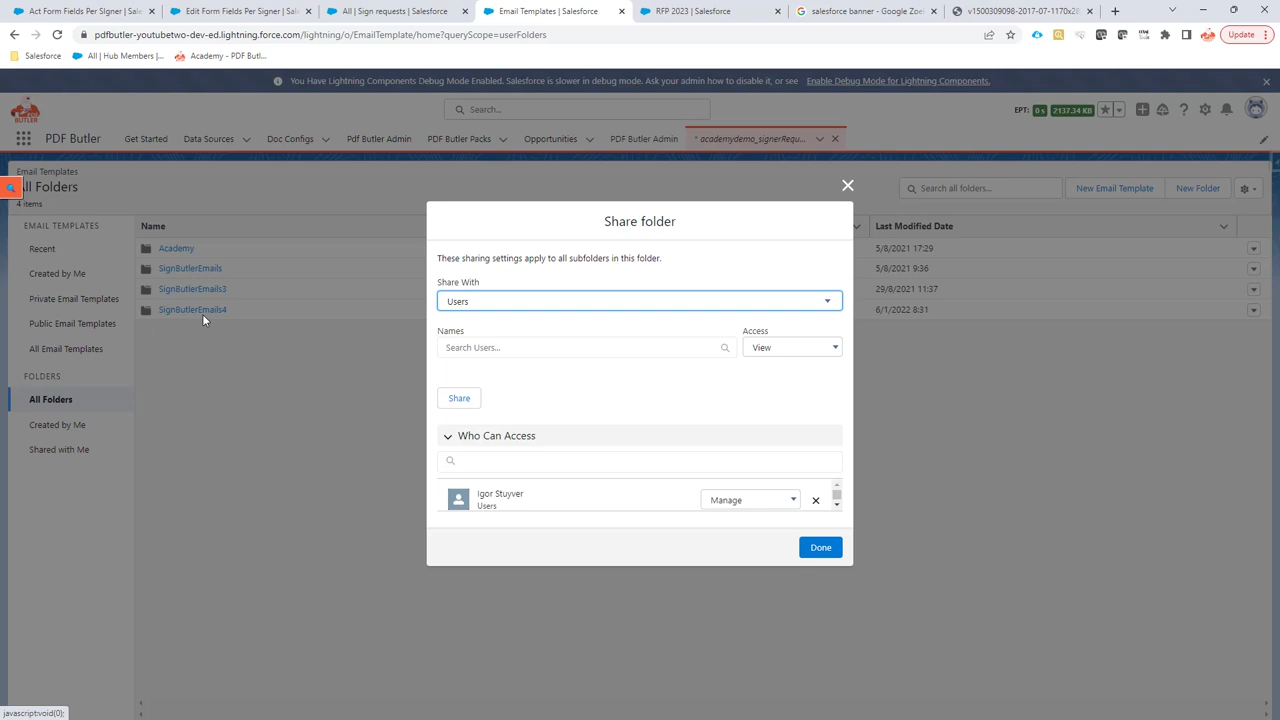 Act Form Fields Per SIgner | Sal
Edit Form Fields Per SIgner | Sal
All | Sign requests | Salesforce
Email Templates | Salesforce
RFP 2023 | Salesforce
salesforce banner - Google Zoek
v1500309098-2017-07-1170x285
pdfbutler-youtubetwo-dev-ed.lightning.force.com/lightning/o/EmailTemplate/home?queryScope=userFolders
Update
Salesforce
All | Hub Members |...
Academy - PDF Butl...
You Have Lightning Components Debug Mode Enabled. Salesforce is slower in debug mode. Ask your admin how to disable it, or see Enable Debug Mode for Lightning Components.
BUTLER
Search...
EPT: 0 s 2137.34 KB
PDF Butler
Get Started
Data Sources
Doc Configs
Pdf Butler Admin
PDF Butler Packs
Opportunities
PDF Butler Admin
* academydemo_signerRequ...
Email Templates
All Folders
4 items
Search all folders...
New Email Template
New Folder
EMAIL TEMPLATES
Recent
Created by Me
Private Email Templates
Public Email Templates
All Email Templates
FOLDERS
All Folders
Created by Me
Shared with Me
Name
Last Modified Date
Academy
5/8/2021 17:29
SignButlerEmails
5/8/2021 9:36
SignButlerEmails3
29/8/2021 11:37
SignButlerEmails4
6/1/2022 8:31
Share folder
These sharing settings apply to all subfolders in this folder.
Share With
Users
Names
Access
Search Users...
View
Share
Who Can Access
Igor Stuyver
Users
Manage
Done
javascript:void(0);